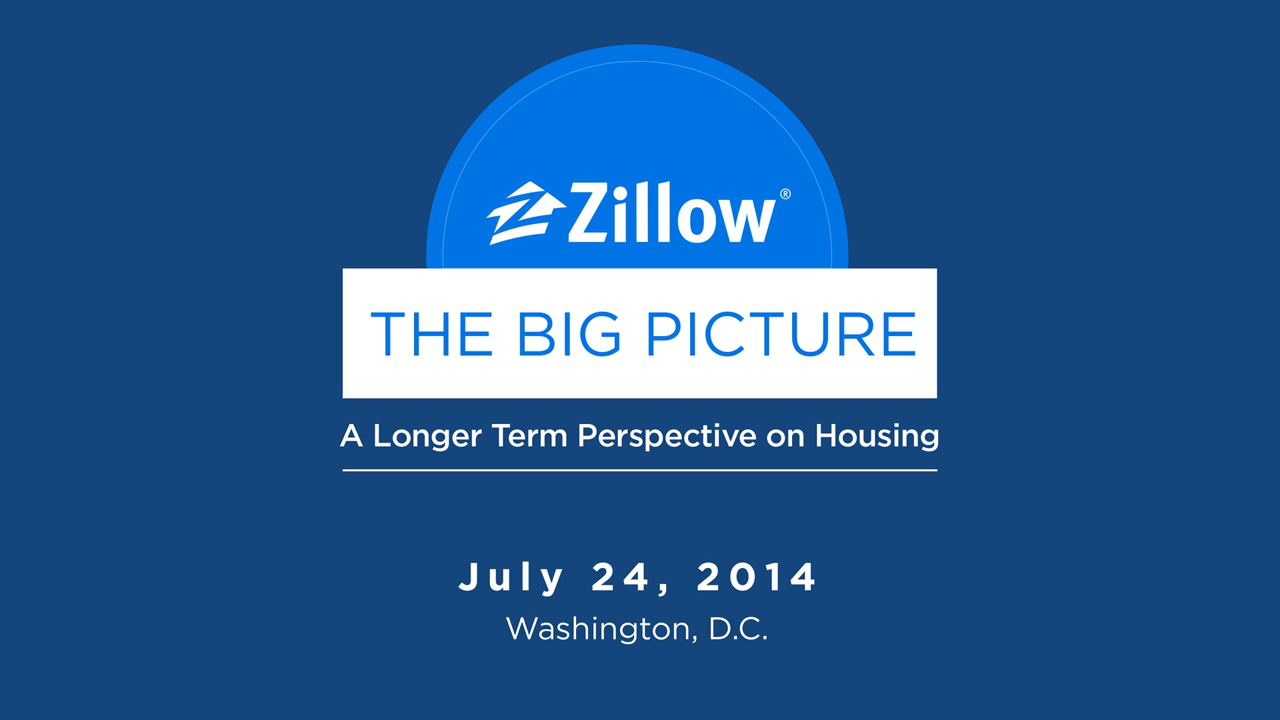 Zillow®
THE BIG PICTURE
A Longer Term Perspective on Housing
July 24, 2014
Washington, D.C.